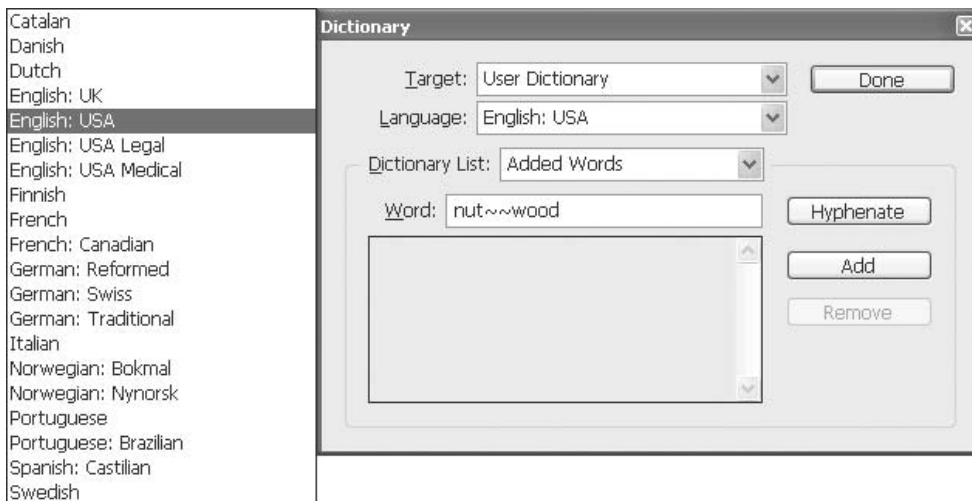 Catalan
Danish
Dutch
English: UK
English: USA
English: USA Legal
English: USA Medical
Finnish
French
French: Canadian
German: Reformed
German: Swiss
German: Traditional
Italian
Norwegian: Bokmal
Norwegian: Nynorsk
Portuguese
Portuguese: Brazilian
Spanish: Castilian
Swedish
Dictionary
Target: User Dictionary
Done
Language: English: USA
Dictionary List: Added Words
Word: nut~~wood
Hyphenate
Add
Remove